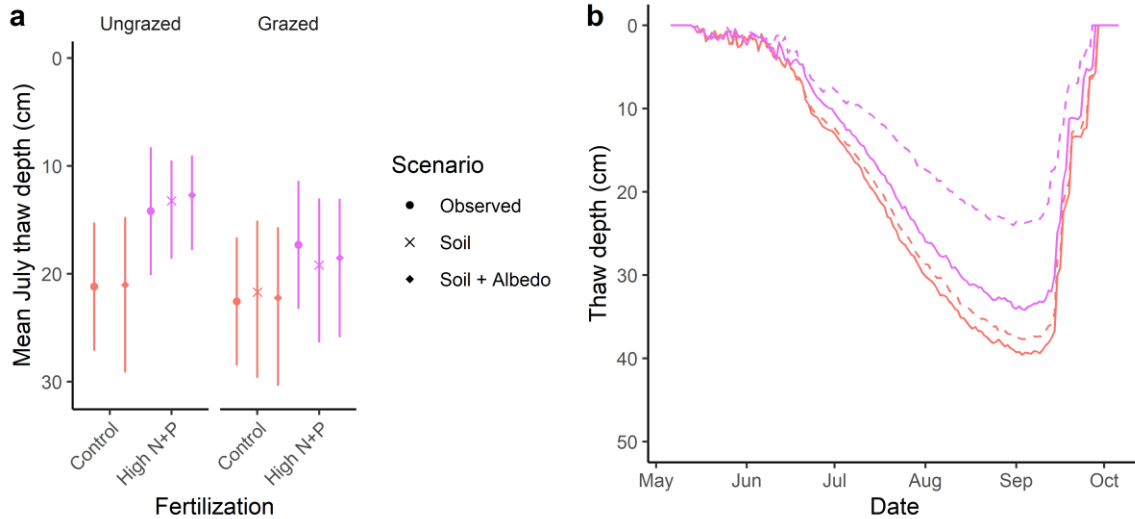 a
Ungrazed Grazed
0
10
20
30
Mean July thaw depth (cm)
Control
High N+P
Control
High N+P
Fertilization
Scenario
Observed
Soil
Soil + Albedo
b
0
10
20
30
40
50
Thaw depth (cm)
May Jun Jul Aug Sep Oct
Date